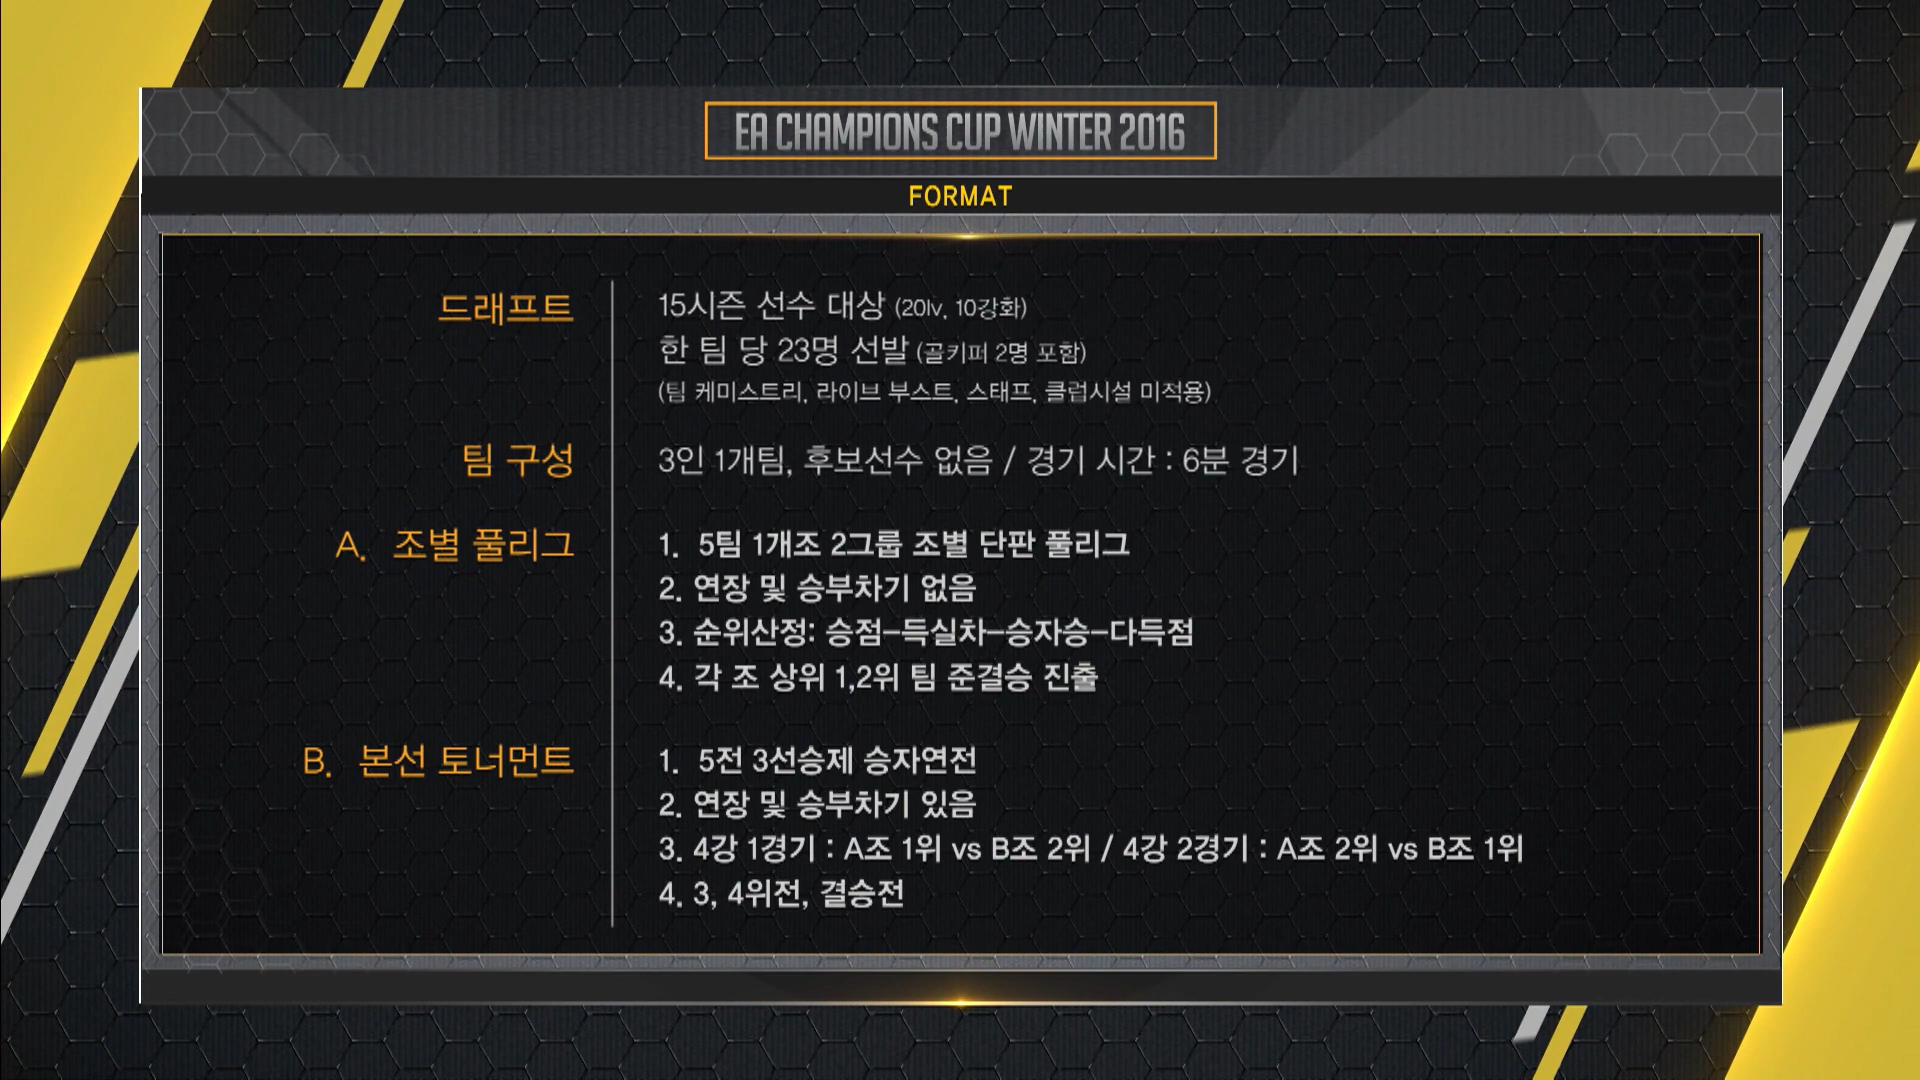 EA CHAMPIONS CUP WINTER 2016
FORMAT
드래프트
15시즌 선수 대상 (20lv, 10강화)
한 팀 당 23명 선발 (골키퍼 2명 포함)
(팀 케미스트리, 라이브 부스트, 스태프, 클럽시설 미적용)
팀 구성
3인 1개팀, 후보선수 없음 / 경기 시간 : 6분 경기
A. 조별 풀리그
1. 5팀 1개조 2그룹 조별 단판 풀리그
2. 연장 및 승부차기 없음
3. 순위산정: 승점-득실차-승자승-다득점
4. 각 조 상위 1,2위 팀 준결승 진출
B. 본선 토너먼트
1. 5전 3선승제 승자연전
2. 연장 및 승부차기 있음
3. 4강 1경기 : A조 1위 vs B조 2위 / 4강 2경기 : A조 2위 vs B조 1위
4. 3, 4위전, 결승전